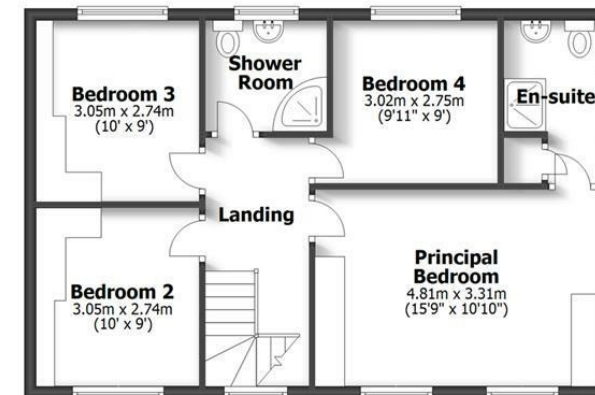 Bedroom 3
3.05m x 2.74m
(10' x 9')
Shower
Room
Bedroom 4
3.02m x 2.75m
(9'11" x 9')
En-suite
Landing
Bedroom 2
3.05m x 2.74m
(10' x 9')
Principal
Bedroom
4.81m x 3.31m
(15'9" x 10'10")